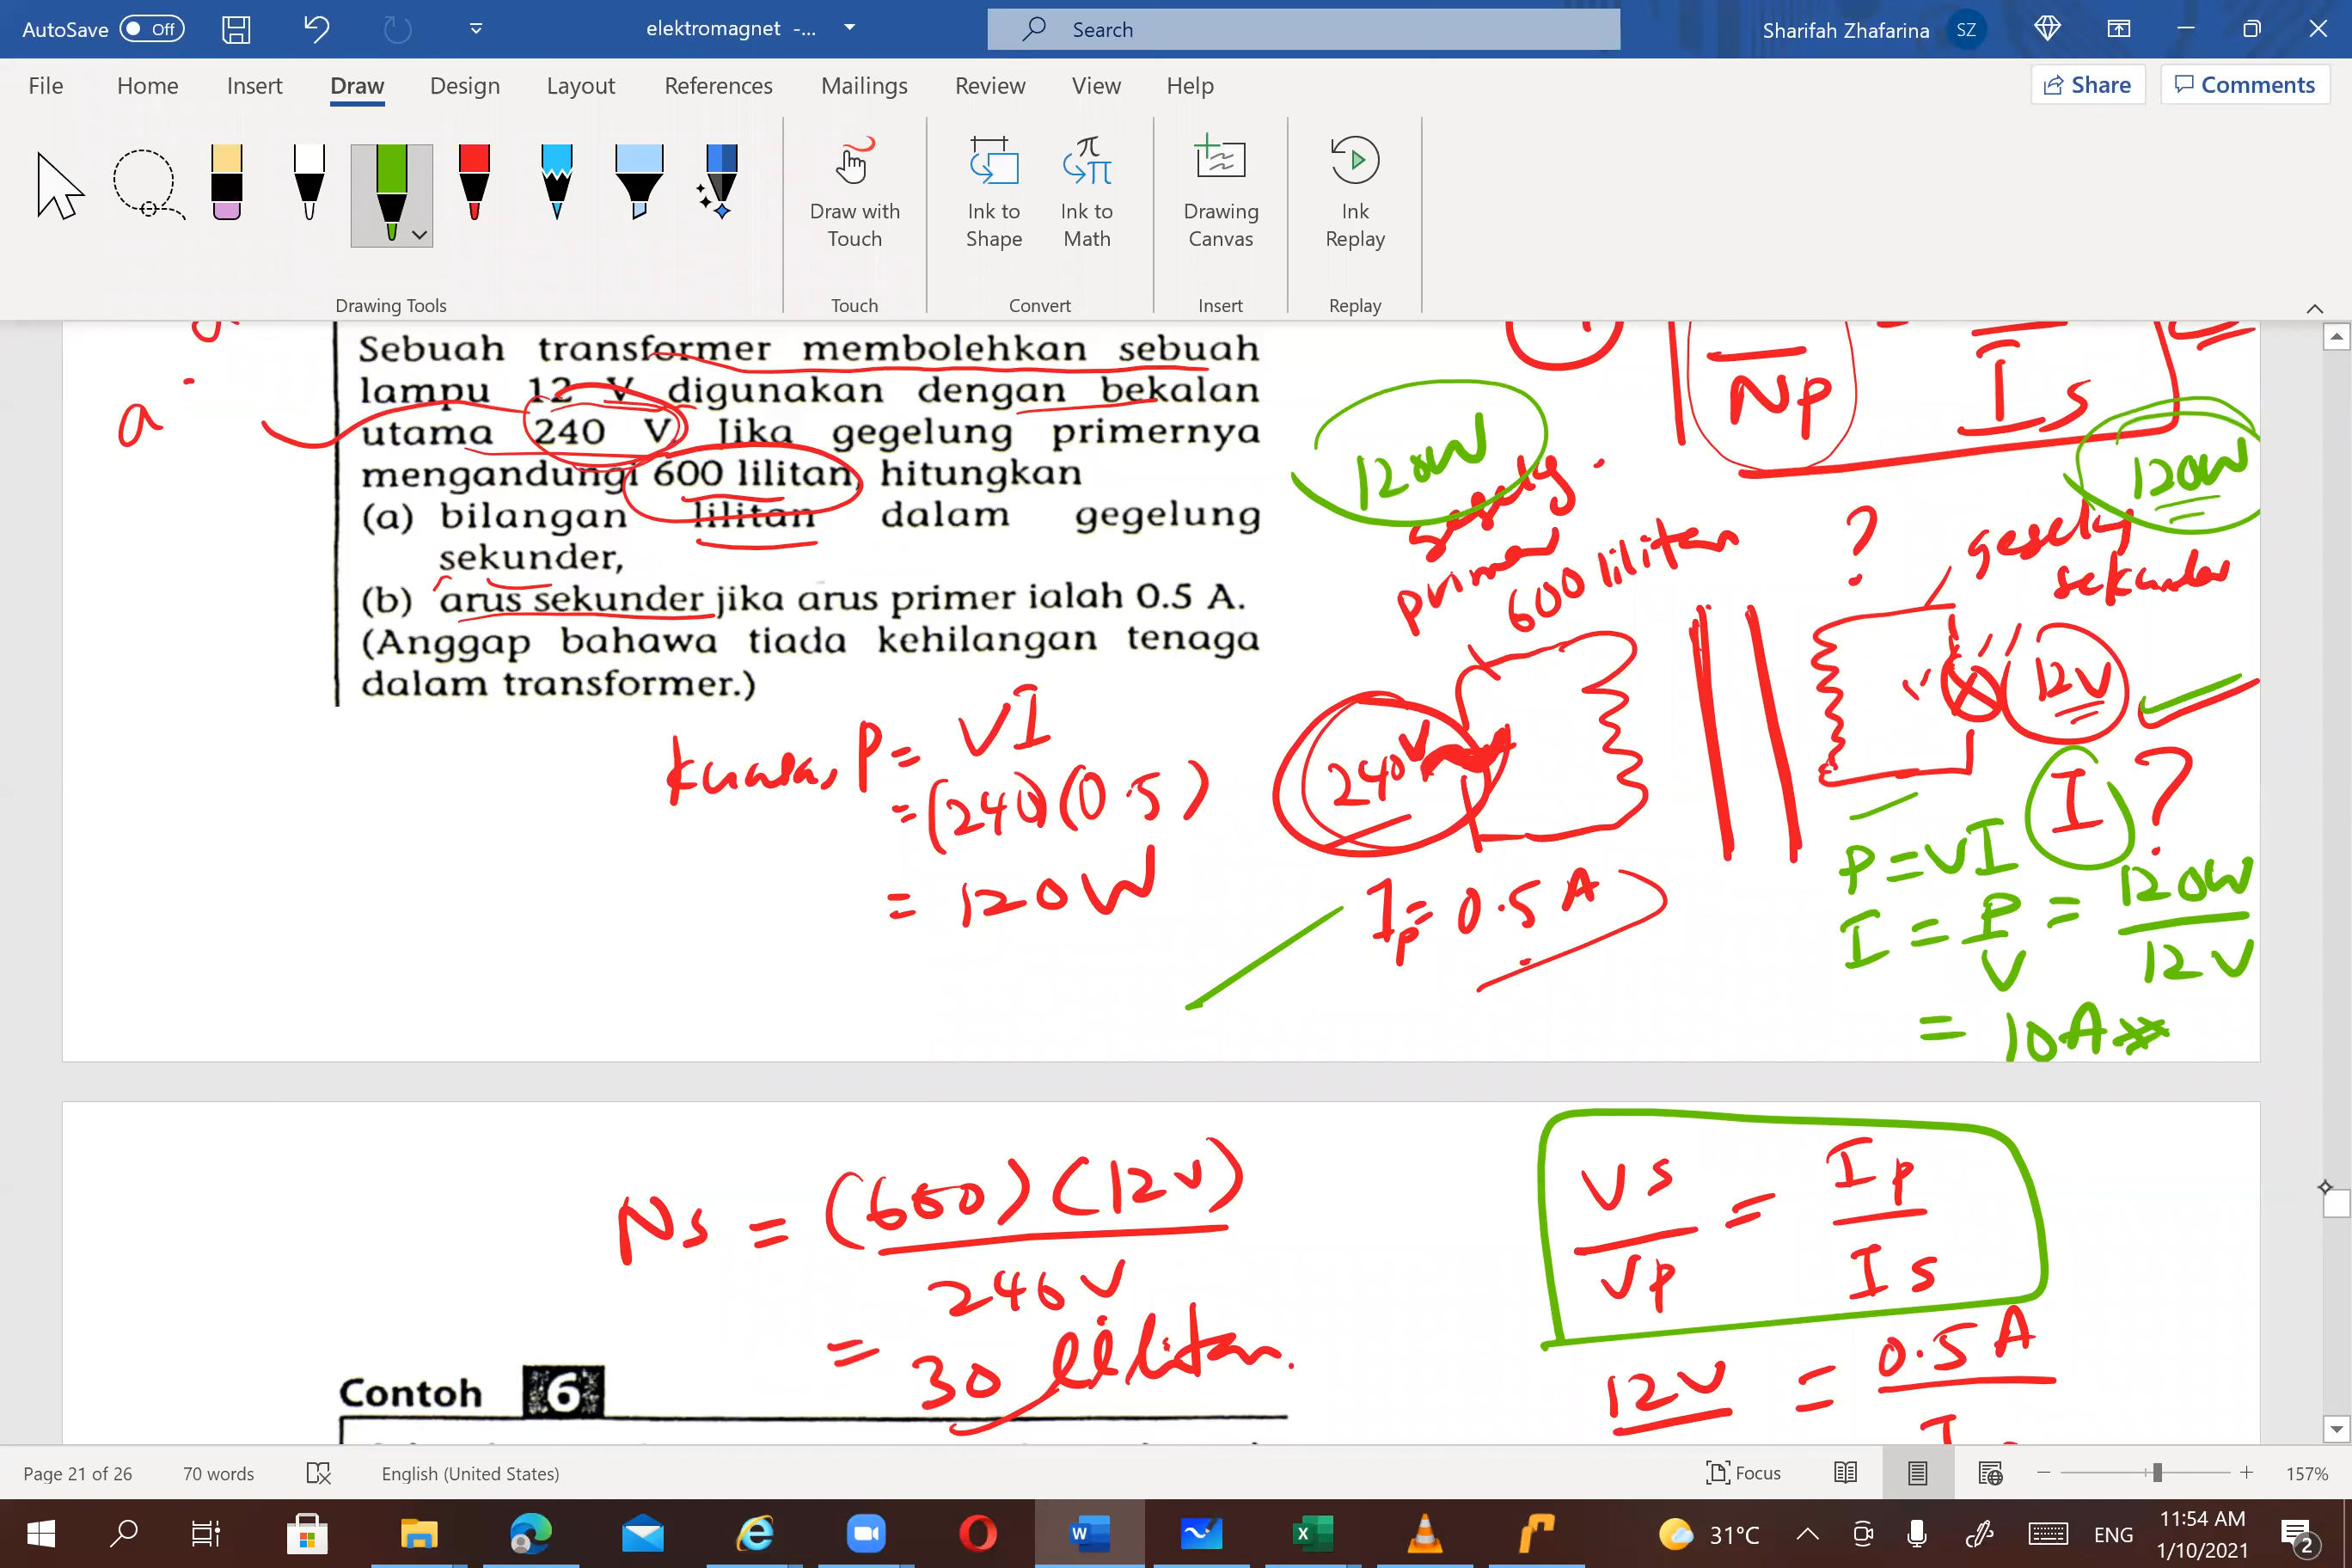 AutoSave Off elektromagnet -... Search Sharifah Zhafarina SZ
File Home Insert Draw Design Layout References Mailings Review View Help Share Comments
Draw with Touch Ink to Shape Ink to Math Drawing Canvas Ink Replay
Drawing Tools Touch Convert Insert Replay
Sebuah transformer membolehkan sebuah
lampu 12 V digunakan dengan bekalan
utama 240 V Jika gegelung primernya
mengandungi 600 lilitan, hitungkan
(a) bilangan lilitan dalam gegelung
sekunder,
(b) arus sekunder jika arus primer ialah 0.5 A.
(Anggap bahawa tiada kehilangan tenaga
dalam transformer.)
a
Np
Is
120W
120W
primer
600 lilitan
?
sekunder
240V
12V
I ?
Ip = 0.5 A
kuasa, P = VI
= (240)(0.5)
= 120W
P = VI
I = P/V = 120W/12V
= 10A
Ns = (600)(12V)
240V
= 30 lilitan.
Vs/Vp = Ip/Is
12V = 0.5A
I
Contoh 6
Page 21 of 26 70 words English (United States) Focus 157%
31°C ENG 11:54 AM
1/10/2021 2